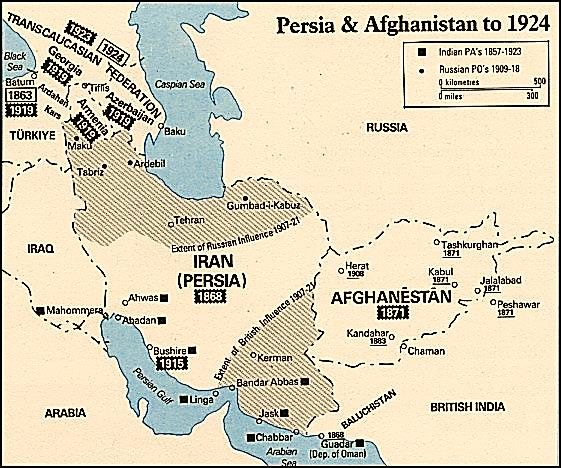 Persia & Afghanistan to 1924
Indian PA's 1857-1923
Russian PO's 1909-18
0 kilometres 500
0 miles 300
1923
1924
TRANSCAUCASIAN FEDERATION
Black
Sea
Georgia
1919
Batum
1863
1919
Tiflis
Ardahan
Kars
Armenia
1919
Azerbaijan
1919
Caspian Sea
Baku
RUSSIA
TÜRKIYE
Maku
Tabriz
Ardebil
Gumbad-i-Kabuz
Tehran
Extent of Russian Influence 1907-21
IRAQ
IRAN
(PERSIA)
1868
Herat
1908
Tashkurghan
1871
Kabul
1871
Jalalabad
1871
Peshawar
1871
AFGHANĒSTĀN
1871
Kandahar
1883
Chaman
Ahwas
Mahommera
Abadan
Bushire
1915
Extent of British Influence 1907-21
Kerman
Bandar Abbas
Persian Gulf
Linga
Jask
Chabbar
ARABIA
BALUCHISTAN
BRITISH INDIA
1868
Guadar
(Dep. of Oman)
Arabian
Sea